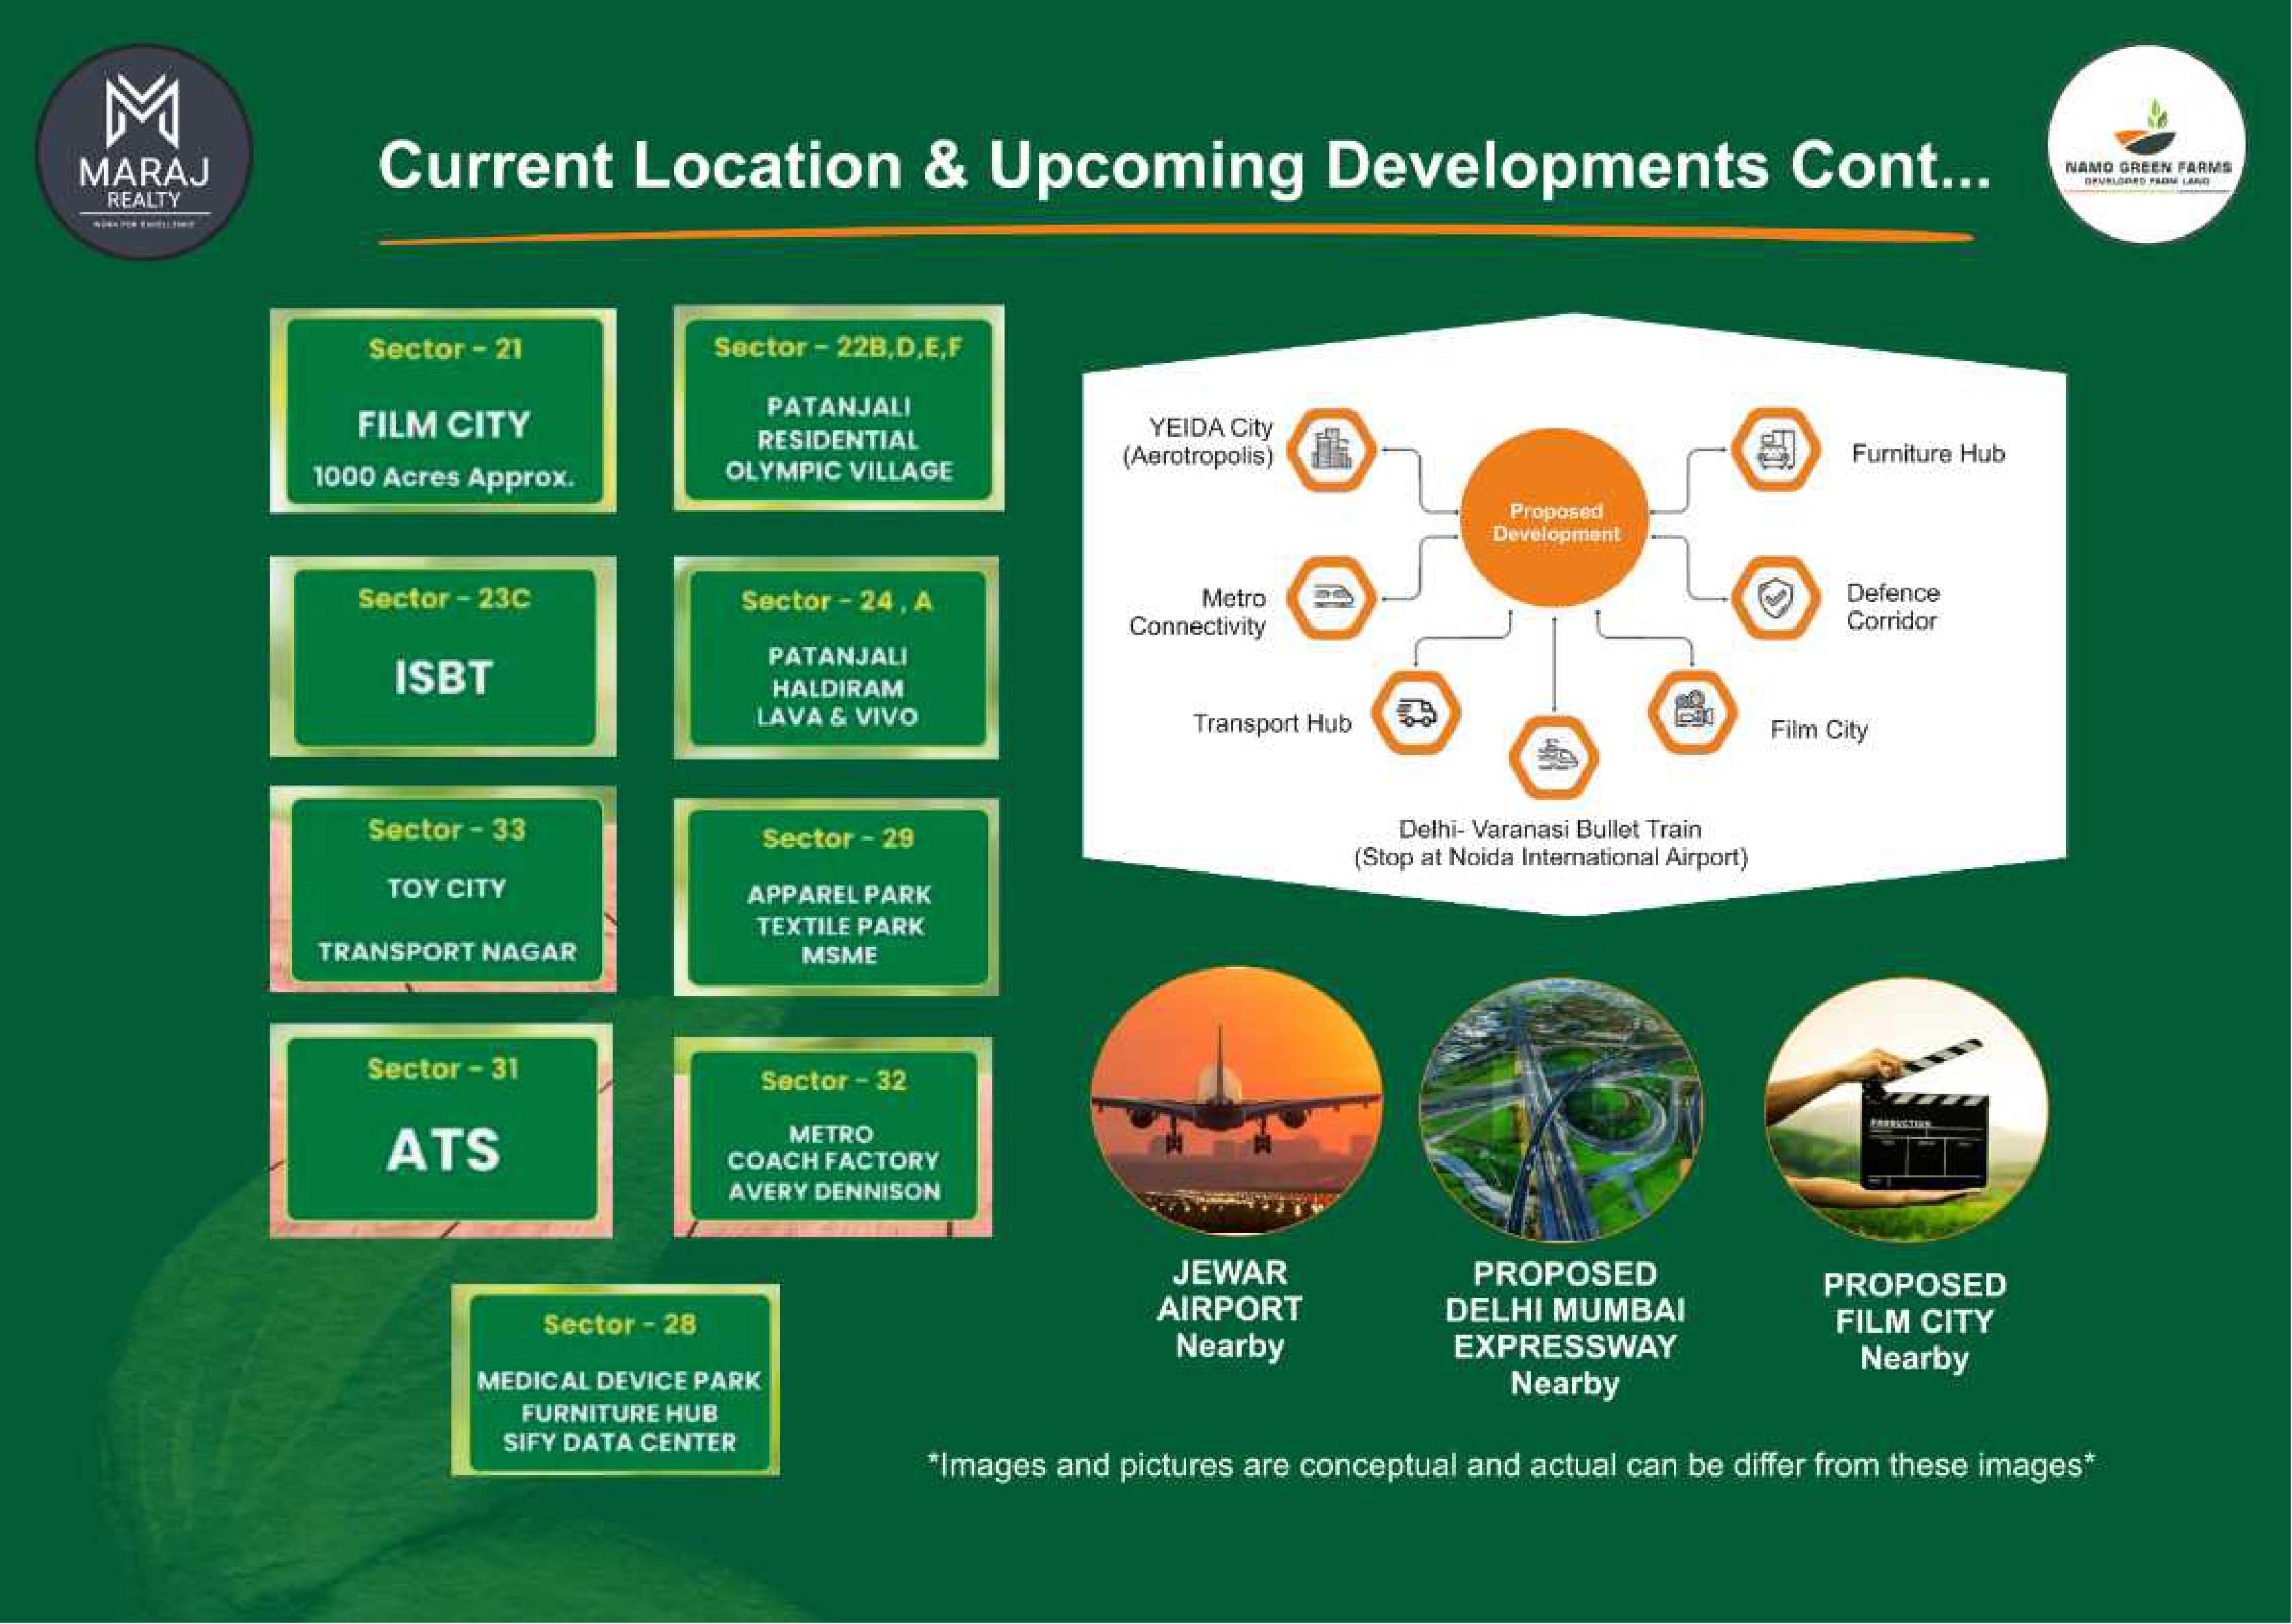 MARAJ
REALTY
WORK FOR EXCELLENCE
Current Location & Upcoming Developments Cont...
NAMO GREEN FARMS
DEVELOPED FARM LAND
Sector - 21
FILM CITY
1000 Acres Approx.
Sector - 22B,D,E,F
PATANJALI
RESIDENTIAL
OLYMPIC VILLAGE
Sector - 23C
ISBT
Sector - 24 , A
PATANJALI
HALDIRAM
LAVA & VIVO
Sector - 33
TOY CITY
TRANSPORT NAGAR
Sector - 29
APPAREL PARK
TEXTILE PARK
MSME
Sector - 31
ATS
Sector - 32
METRO
COACH FACTORY
AVERY DENNISON
Sector - 28
MEDICAL DEVICE PARK
FURNITURE HUB
SIFY DATA CENTER
YEIDA City
(Aerotropolis)
Proposed
Development
Furniture Hub
Metro
Connectivity
Defence
Corridor
Transport Hub
Film City
Delhi- Varanasi Bullet Train
(Stop at Noida International Airport)
PRODUCTION
JEWAR
AIRPORT
Nearby
PROPOSED
DELHI MUMBAI
EXPRESSWAY
Nearby
PROPOSED
FILM CITY
Nearby
*Images and pictures are conceptual and actual can be differ from these images*